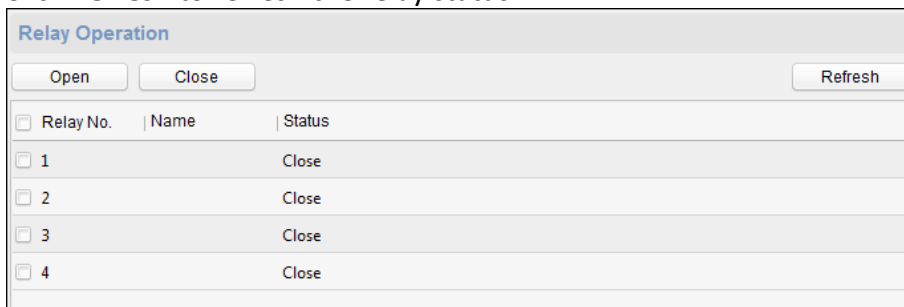 Relay Operation
Open Close Refresh
Relay No. Name Status
1 Close
2 Close
3 Close
4 Close